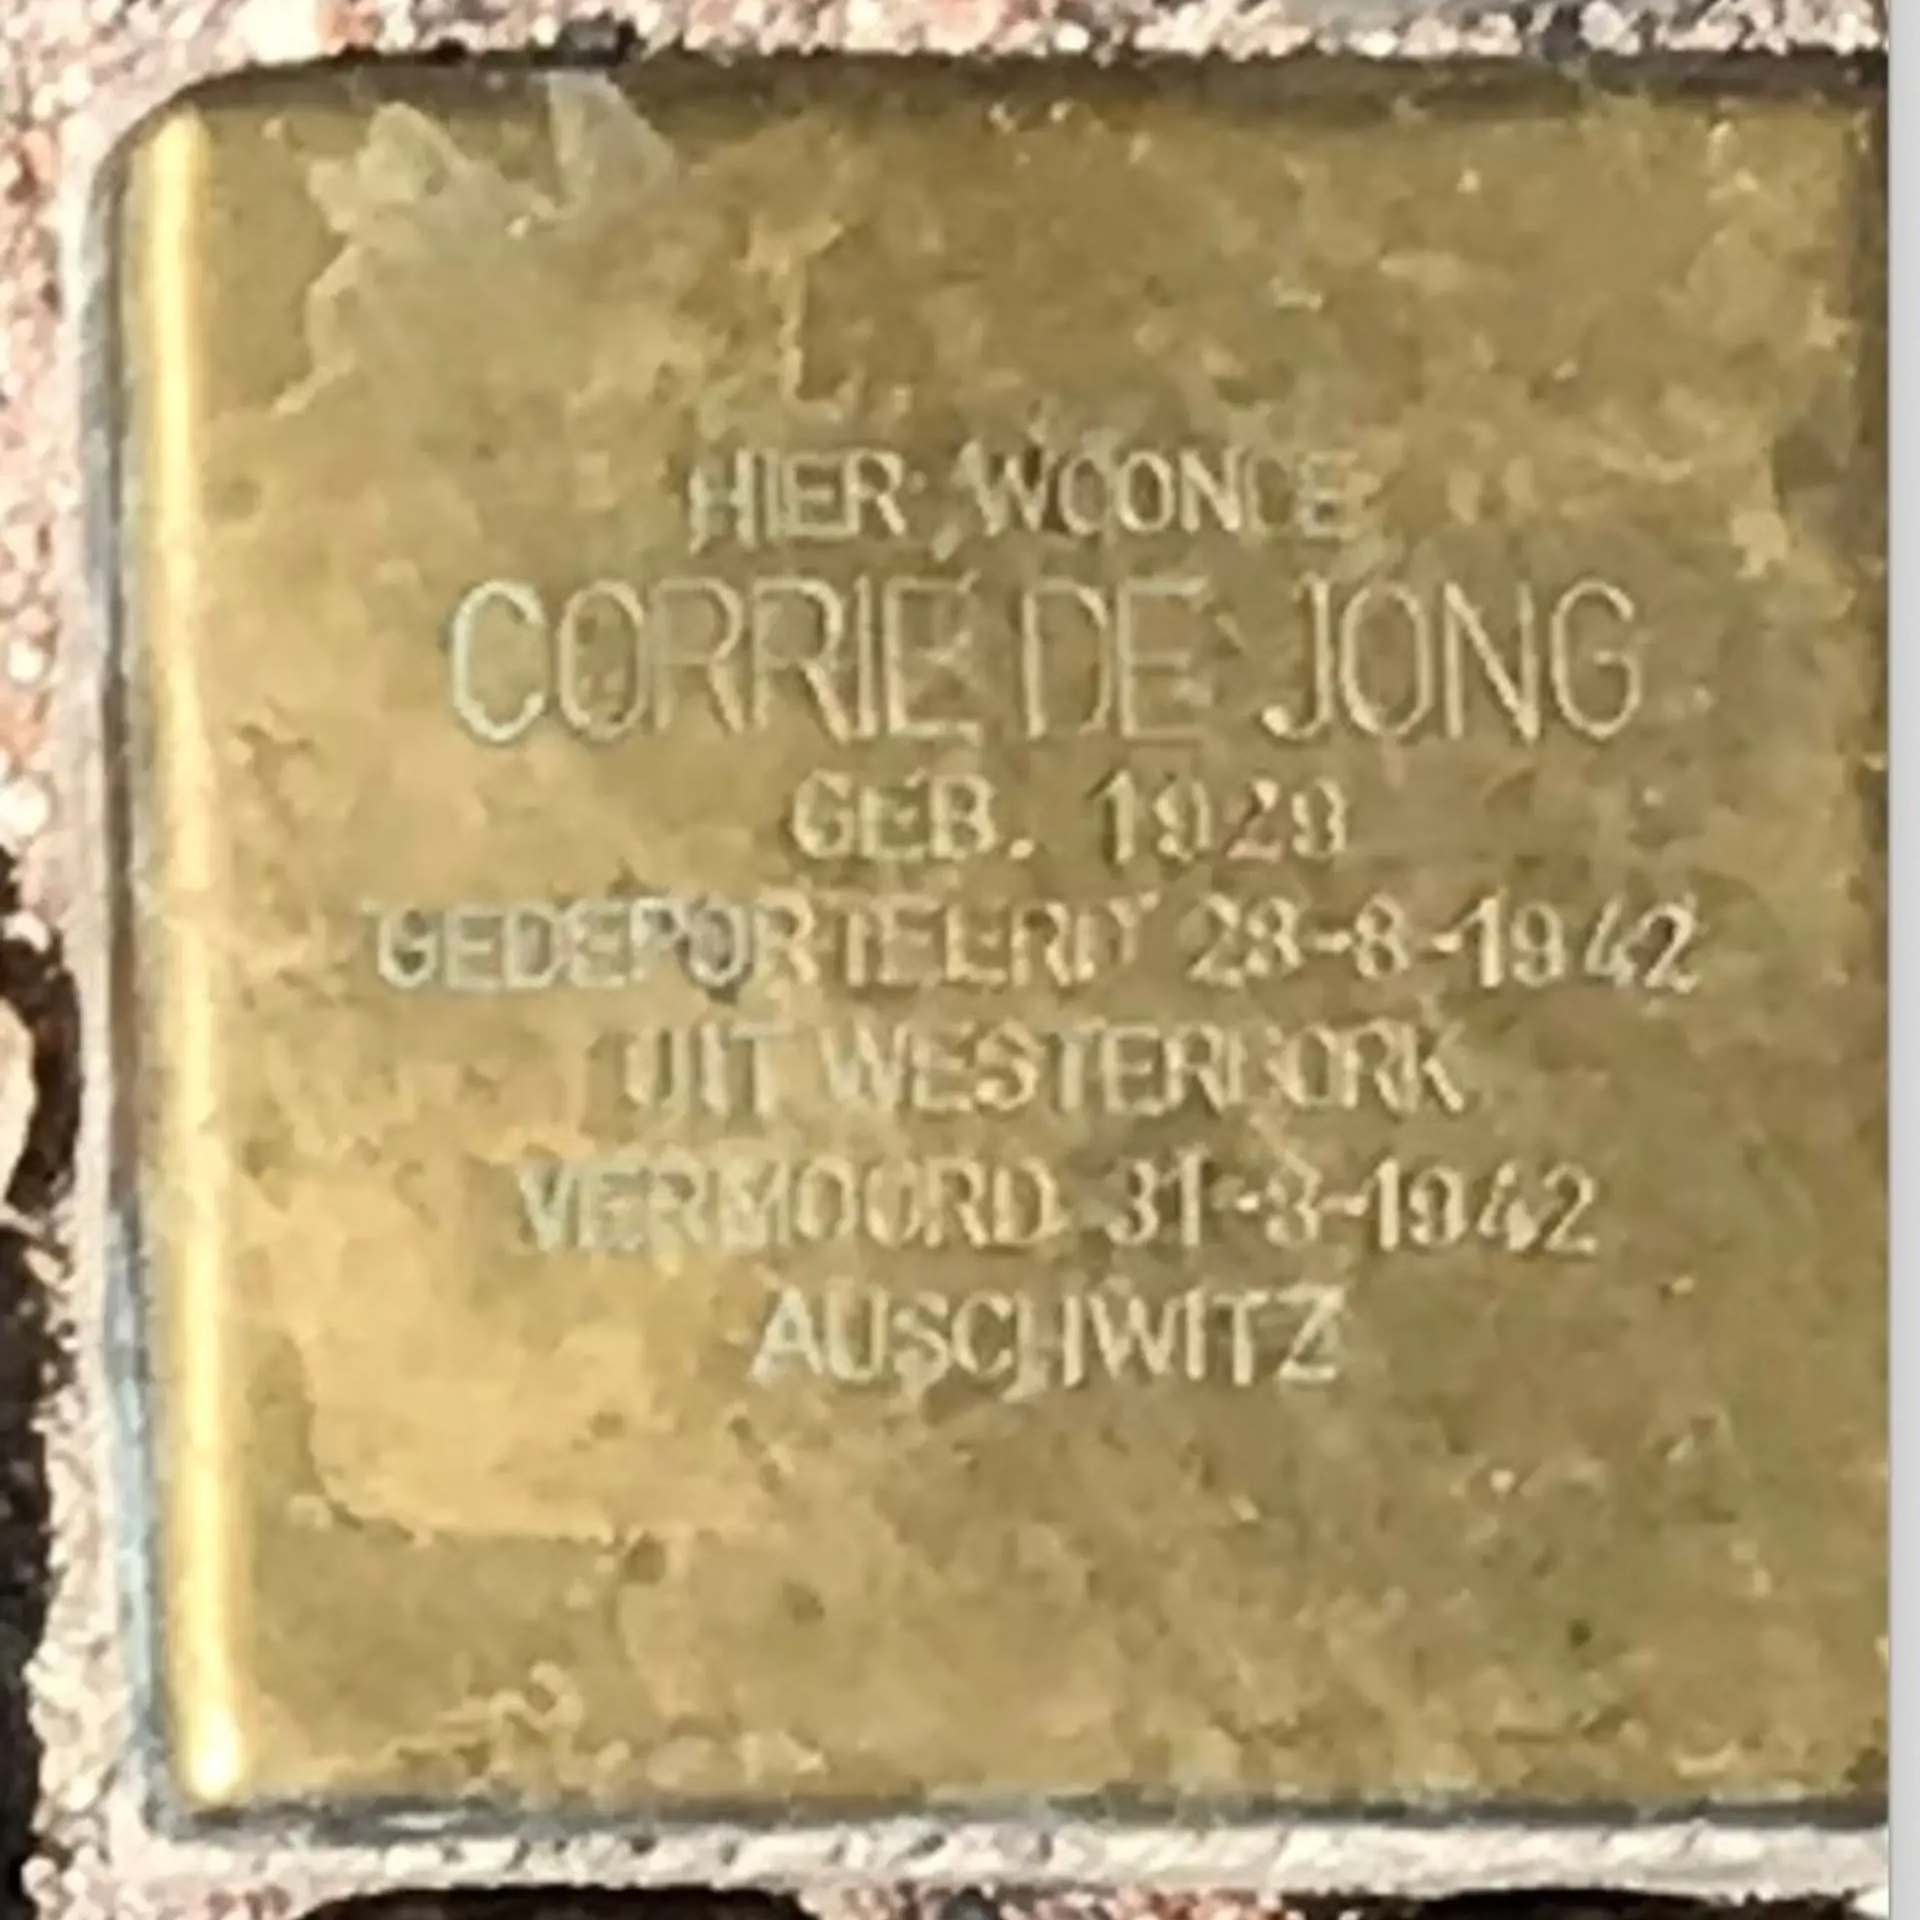 HIER WOONDE
CORRIE DE JONG
GEB. 1929
GEDEPORTEERD 28-8-1942
UIT WESTERBORK
VERMOORD 31-8-1942
AUSCHWITZ